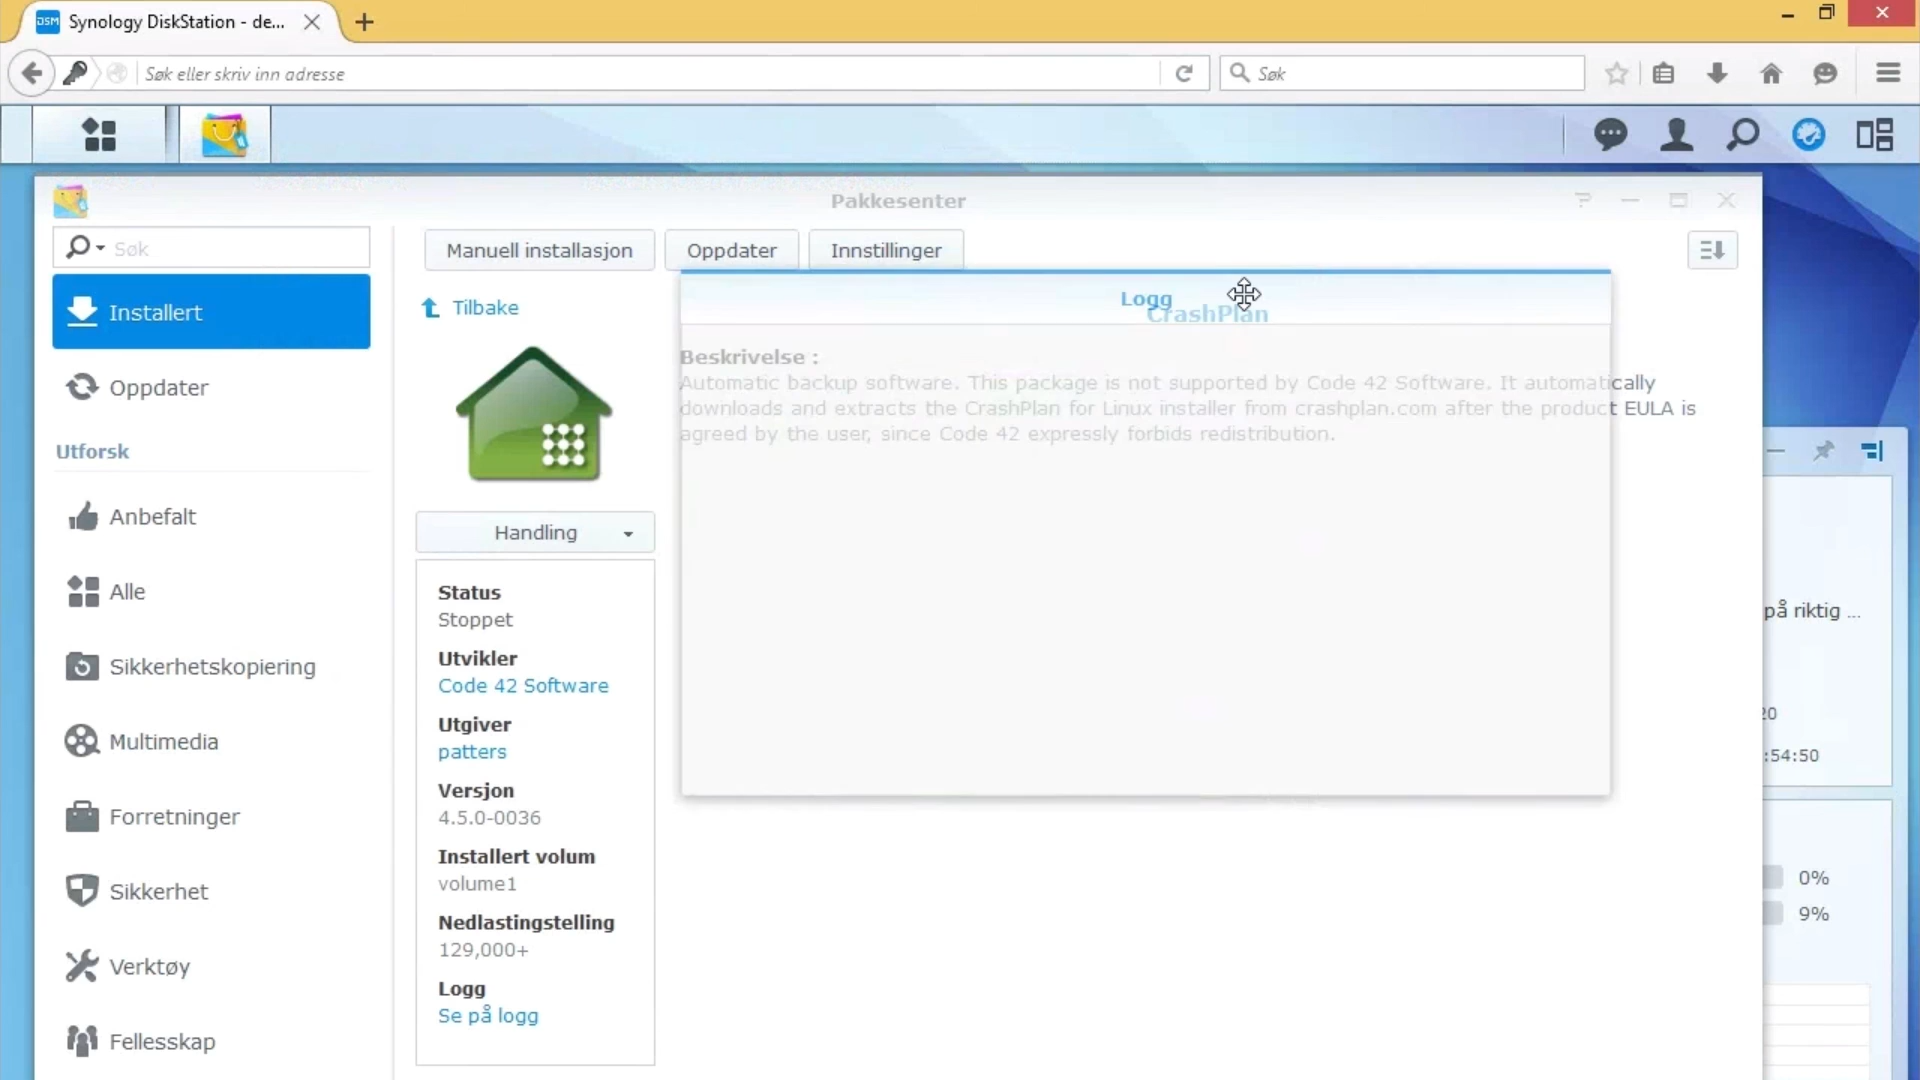 DSM Synology DiskStation - de...
Søk eller skriv inn adresse
Søk
Pakkesenter
Søk
Manuell installasjon
Oppdater
Innstillinger
Installert
Oppdater
Utforsk
Anbefalt
Alle
Sikkerhetskopiering
Multimedia
Forretninger
Sikkerhet
Verktøy
Fellesskap
Tilbake
Handling
Status
Stoppet
Utvikler
Code 42 Software
Utgiver
patters
Versjon
4.5.0-0036
Installert volum
volume1
Nedlastingstelling
129,000+
Logg
Se på logg
Logg
CrashPlan
Beskrivelse :
Automatic backup software. This package is not supported by Code 42 Software. It automatically
downloads and extracts the CrashPlan for Linux installer from crashplan.com after the product EULA is
agreed by the user, since Code 42 expressly forbids redistribution.
på riktig ...
20
:54:50
0%
9%